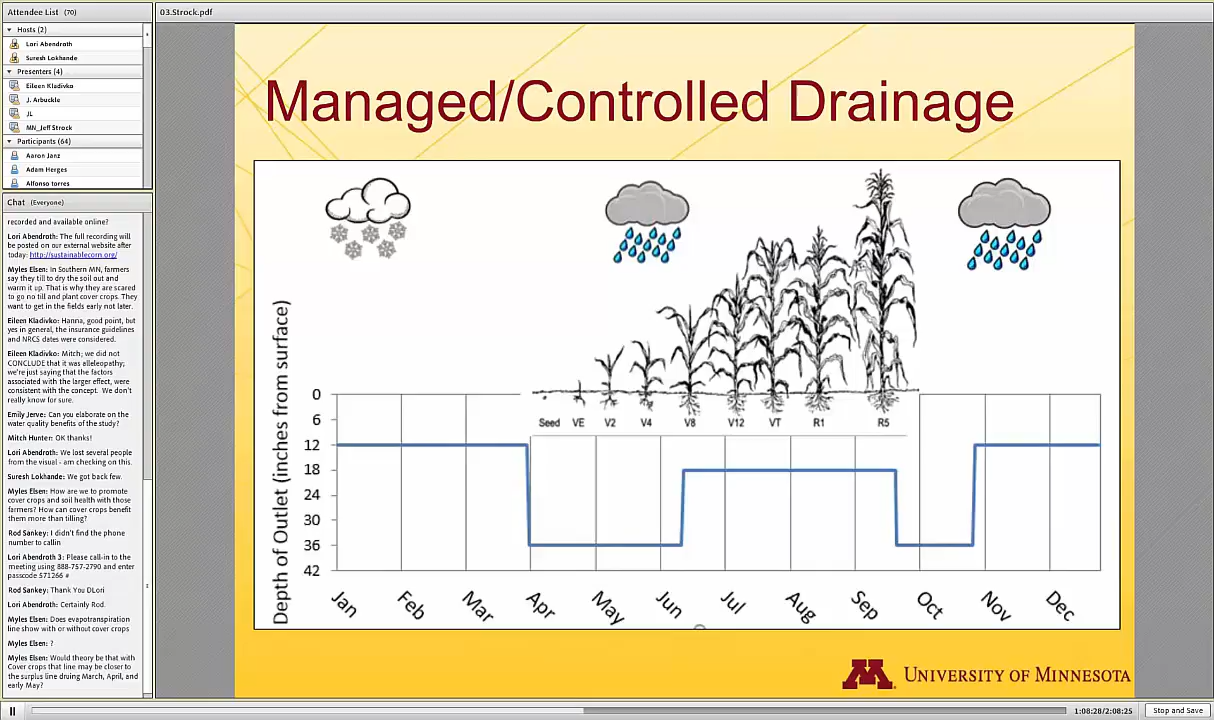 Attendee List (70)
Hosts (2)
Lori Abendroth
Suresh Lokhande
Presenters (4)
Eileen Kladivko
J. Arbuckle
JL
MN_Jeff Strock
Participants (64)
Aaron Janz
Adam Herges
Alfonso torres
Chat (Everyone)
recorded and available online?
Lori Abendroth: The full recording will
be posted on our external website after
today: http://sustainablecorn.org/
Myles Elsen: In Southern MN, farmers
say they till to dry the soil out and
warm it up. That is why they are scared
to go no till and plant cover crops. They
want to get in the fields early not later.
Eileen Kladivko: Hanna, good point, but
yes in general, the insurance guidelines
and NRCS dates were considered.
Eileen Kladivko: Mitch; we did not
CONCLUDE that it was alleleopathy;
we're just saying that the factors
associated with the larger effect, were
consistent with the concept. We don't
really know for sure.
Emily Jerve: Can you elaborate on the
water quality benefits of the study?
Mitch Hunter: OK thanks!
Lori Abendroth: We lost several people
from the visual - am checking on this.
Suresh Lokhande: We got back few.
Myles Elsen: How are we to promote
cover crops and soil health with those
farmers? How can cover crops benefit
them more than tilling?
Rod Sankey: I didn't find the phone
number to callin
Lori Abendroth 3: Please call-in to the
meeting using 888-757-2790 and enter
passcode 571266 #
Rod Sankey: Thank You DLori
Lori Abendroth: Certainly Rod.
Myles Elsen: Does evapotranspiration
line show with or without cover crops
Myles Elsen: ?
Myles Elsen: Would theory be that with
Cover crops that line may be closer to
the surplus line druing March, April, and
early May?
03.Strock.pdf
Managed/Controlled Drainage
Depth of Outlet (inches from surface)
0
6
12
18
24
30
36
42
Seed VE V2 V4 V8 V12 VT R1 R5
Jan Feb Mar Apr May Jun Jul Aug Sep Oct Nov Dec
M
UNIVERSITY OF MINNESOTA
1:08:28/2:08:25
Stop and Save